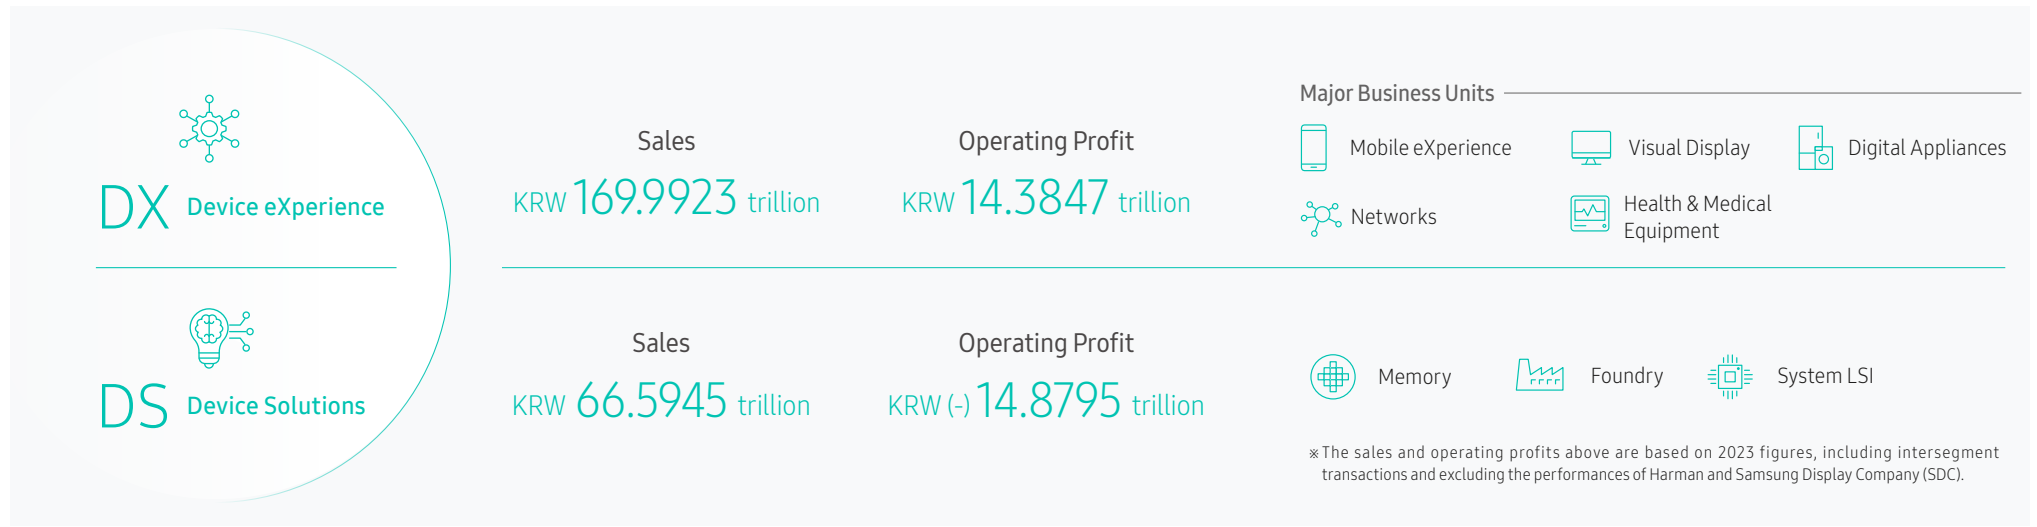 DX Device eXperience
Sales
KRW 169.9923 trillion
Operating Profit
KRW 14.3847 trillion
Major Business Units
Mobile eXperience
Visual Display
Digital Appliances
Networks
Health & Medical
Equipment
DS Device Solutions
Sales
KRW 66.5945 trillion
Operating Profit
KRW (-) 14.8795 trillion
Memory
Foundry
System LSI
※ The sales and operating profits above are based on 2023 figures, including intersegment
transactions and excluding the performances of Harman and Samsung Display Company (SDC).